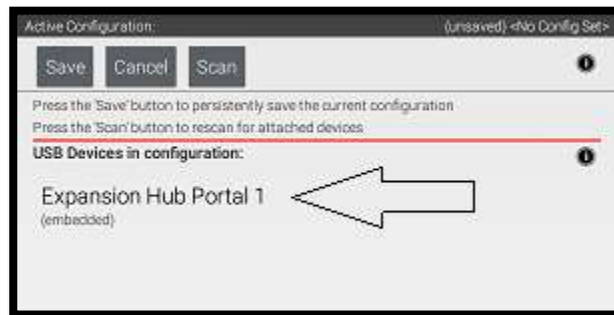 Active Configuration: (unsaved) <No Config Set>
Save Cancel Scan
Press the 'Save' button to persistently save the current configuration
Press the 'Scan' button to rescan for attached devices
USB Devices in configuration:
Expansion Hub Portal 1
(embedded)